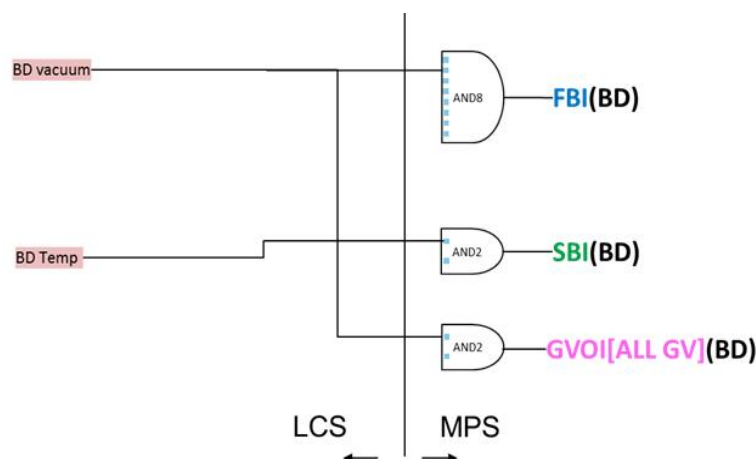 BD vacuum
AND8
FBI(BD)
BD Temp
AND2
SBI(BD)
AND2
GVOI[ALL GV](BD)
LCS
MPS